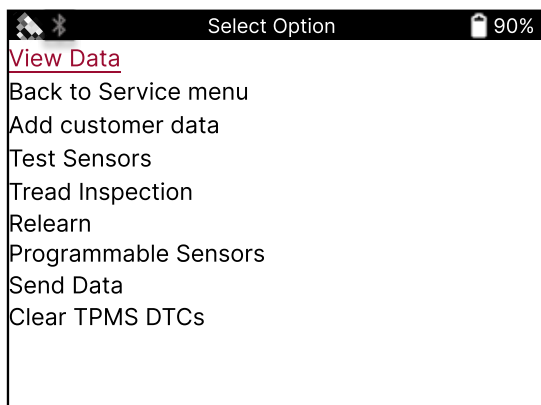 Select Option
90%
View Data
Back to Service menu
Add customer data
Test Sensors
Tread Inspection
Relearn
Programmable Sensors
Send Data
Clear TPMS DTCs